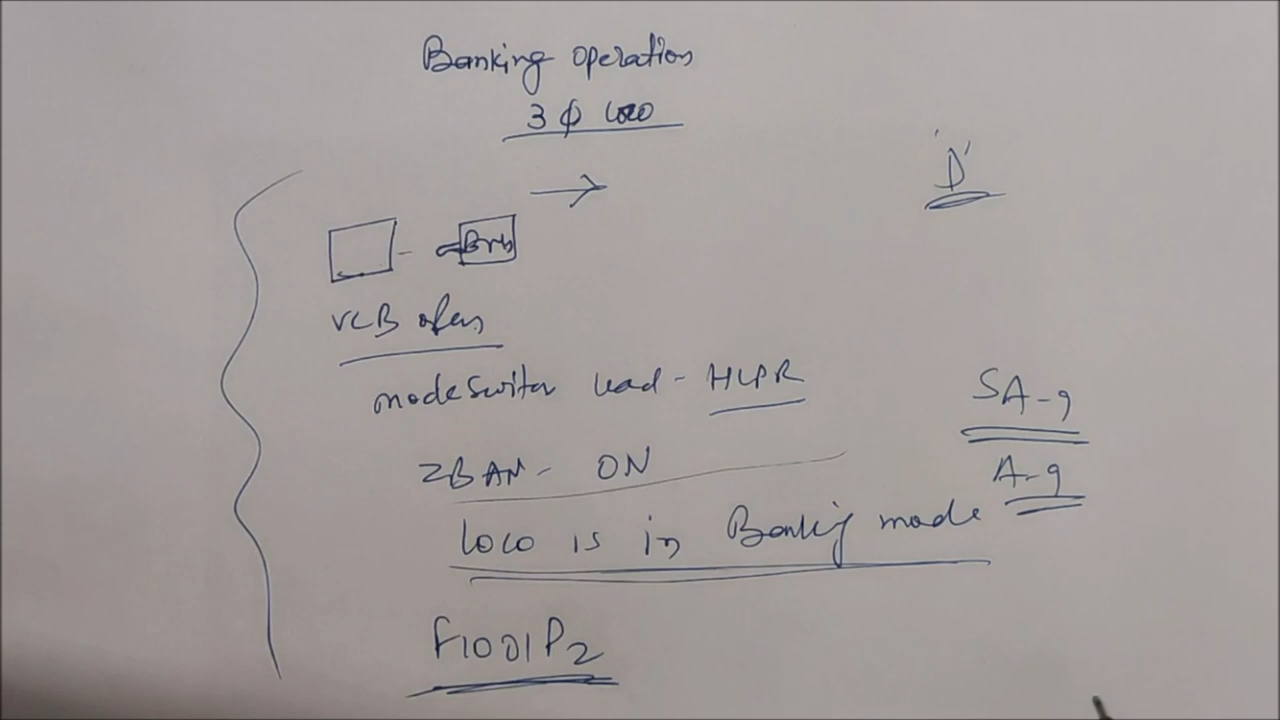 Banking operation
3 φ loco
'D'
VCB open
modeswitch lead - HLPR
SA-9
ZBAN - ON
A-9
loco is in Banking mode
F1001P2